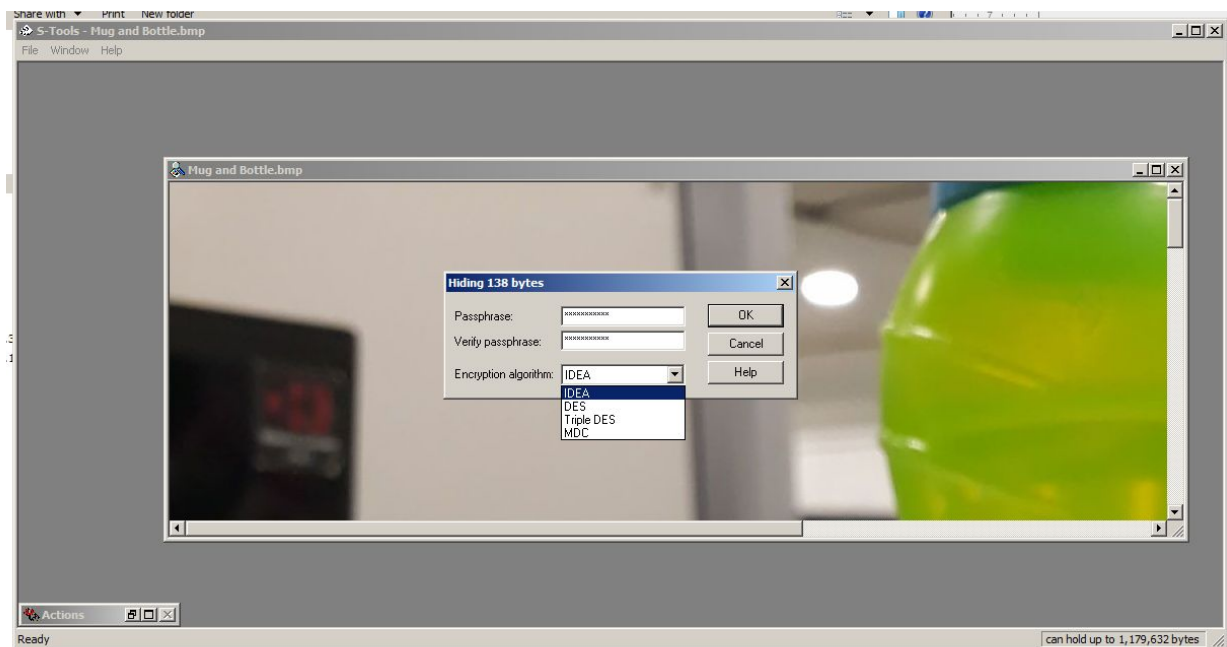 Share with Print New folder
S-Tools - Mug and Bottle.bmp
File Window Help
Mug and Bottle.bmp
Hiding 138 bytes
Passphrase: ***********
Verify passphrase: ***********
Encryption algorithm: IDEA
IDEA
DES
Triple DES
MDC
OK
Cancel
Help
Actions
Ready
can hold up to 1,179,632 bytes